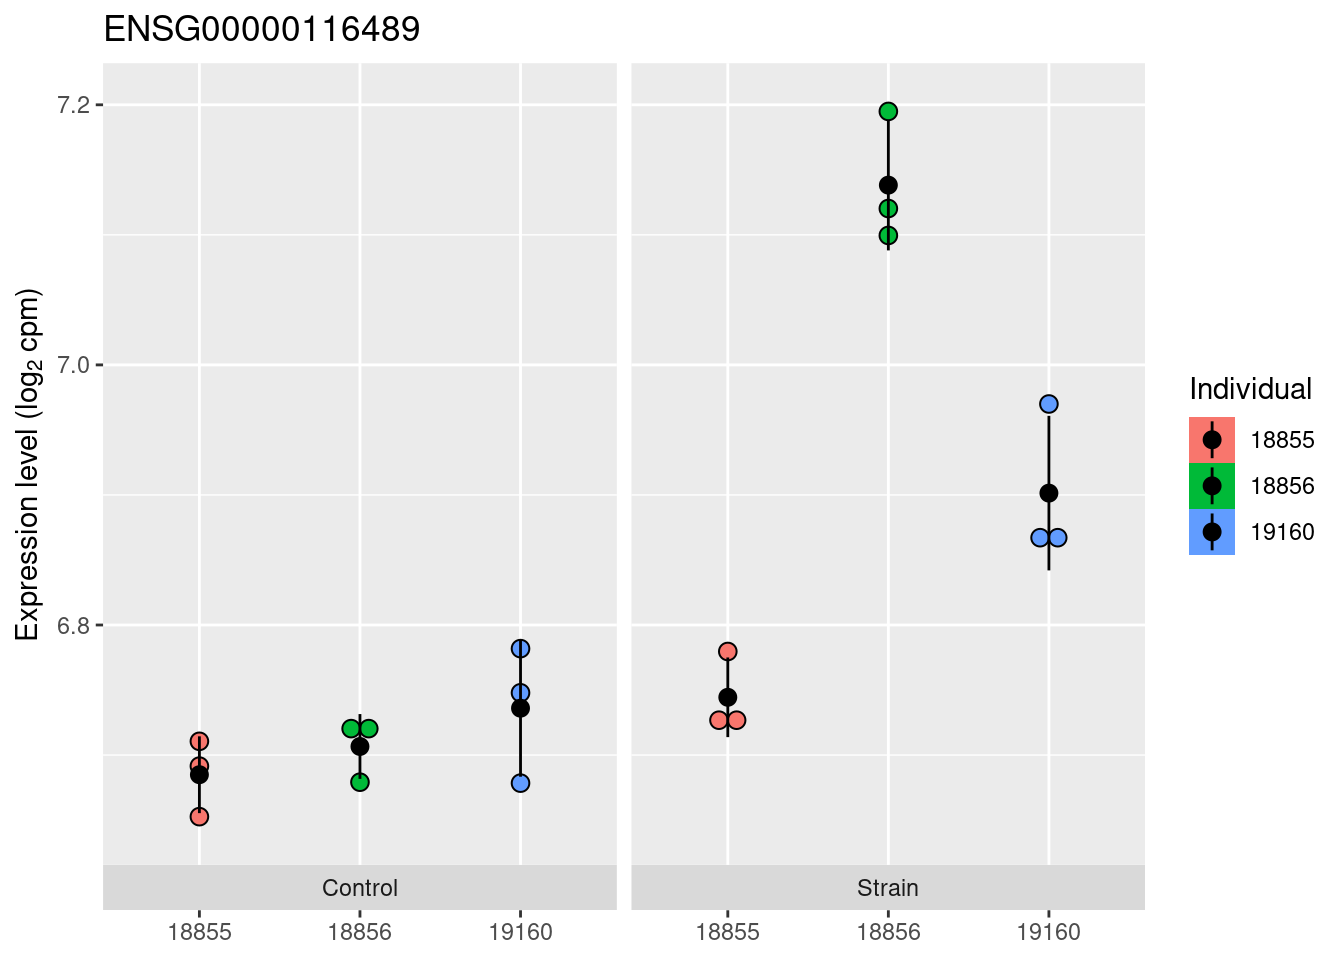 ENSG00000116489
Expression level (log₂ cpm)
7.2
7.0
6.8
Control
Strain
18855
18856
19160
18855
18856
19160
Individual
18855
18856
19160